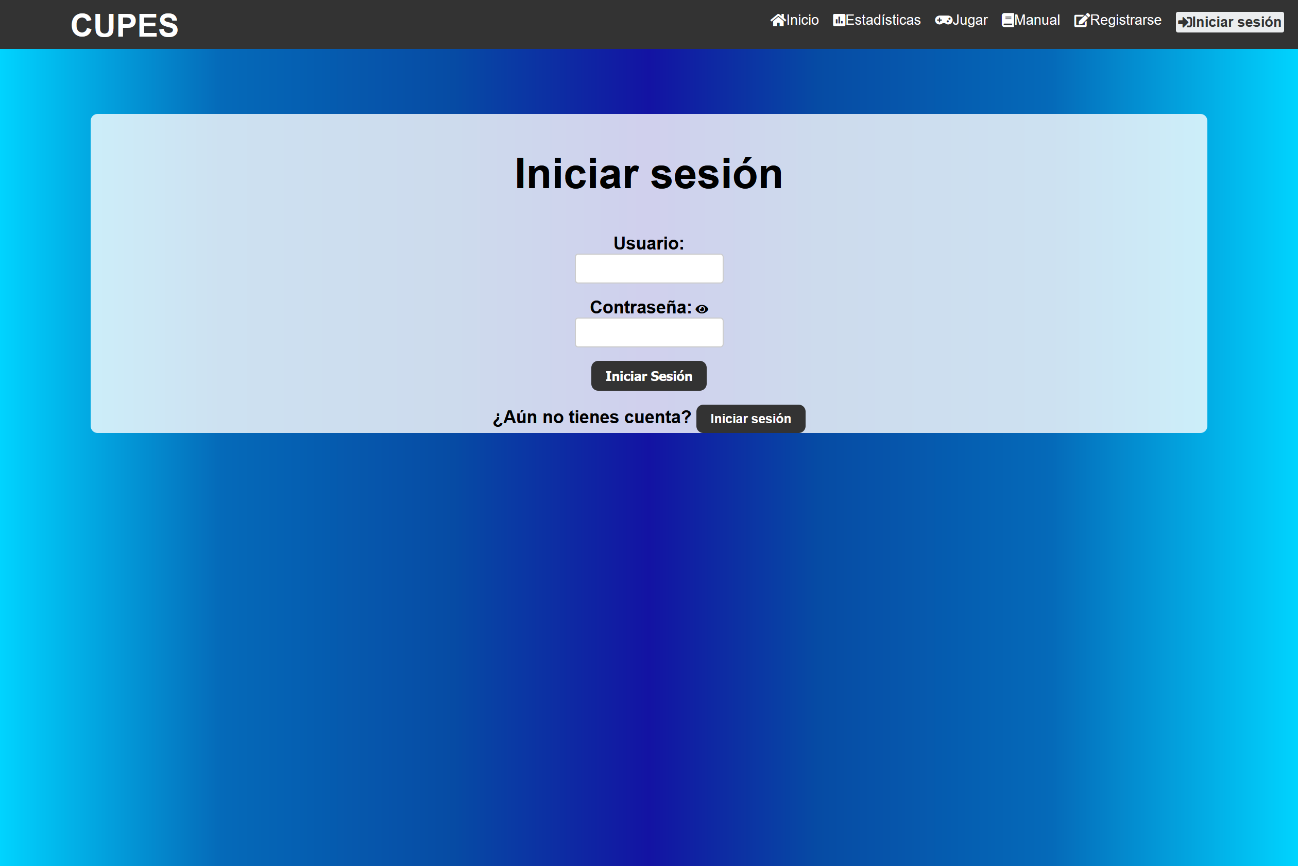 CUPES
Inicio Estadísticas Jugar Manual Registrarse Iniciar sesión
Iniciar sesión
Usuario:
Contraseña:
Iniciar Sesión
¿Aún no tienes cuenta? Iniciar sesión